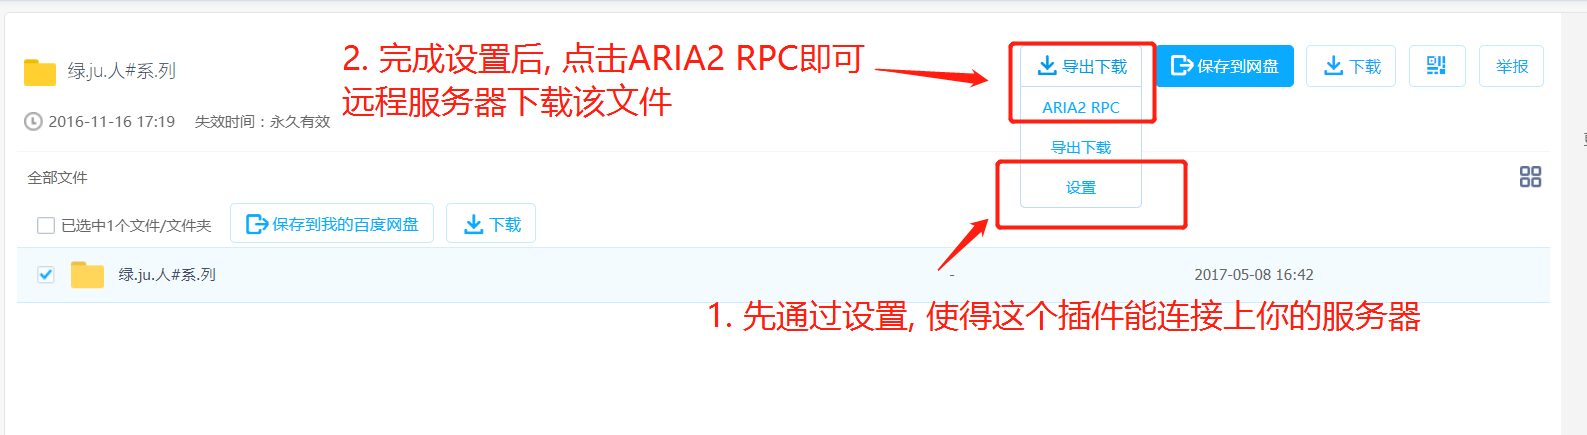 2. 完成设置后, 点击ARIA2 RPC即可
远程服务器下载该文件
绿.ju.人#系.列
导出下载
保存到网盘
下载
举报
2016-11-16 17:19 失效时间：永久有效
ARIA2 RPC
导出下载
设置
全部文件
已选中1个文件/文件夹
保存到我的百度网盘
下载
绿.ju.人#系.列
-
2017-05-08 16:42
1. 先通过设置, 使得这个插件能连接上你的服务器